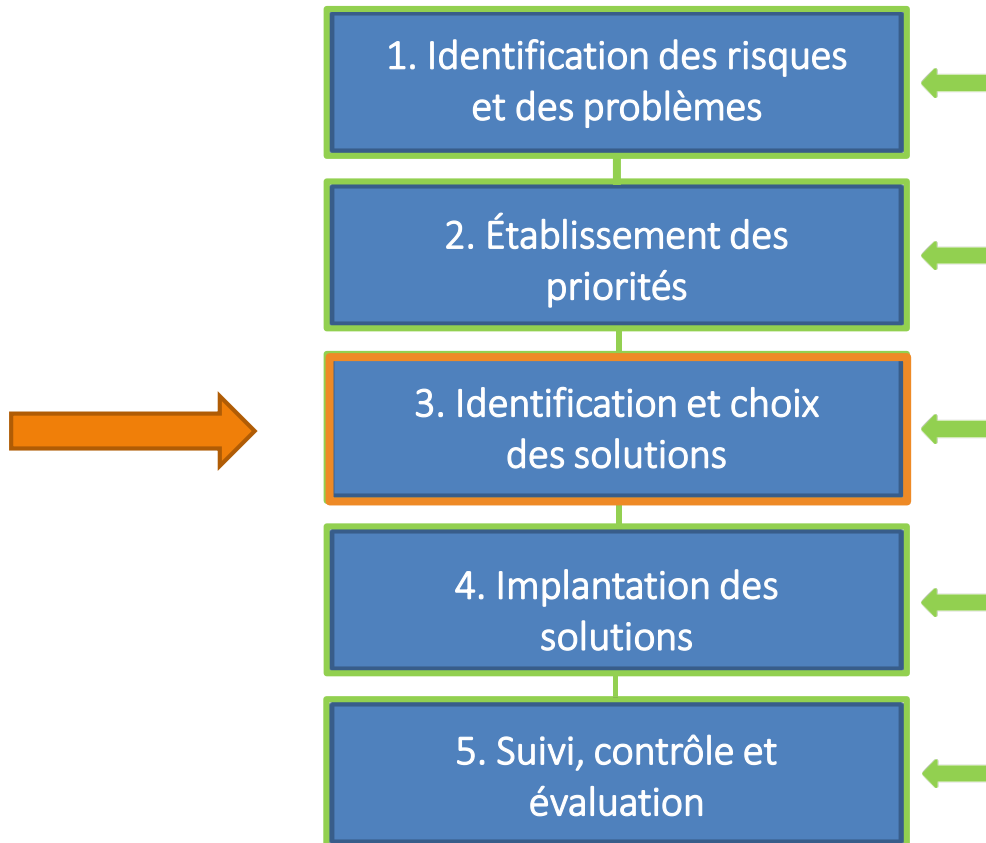 1. Identification des risques
et des problèmes
2. Établissement des
priorités
3. Identification et choix
des solutions
4. Implantation des
solutions
5. Suivi, contrôle et
évaluation